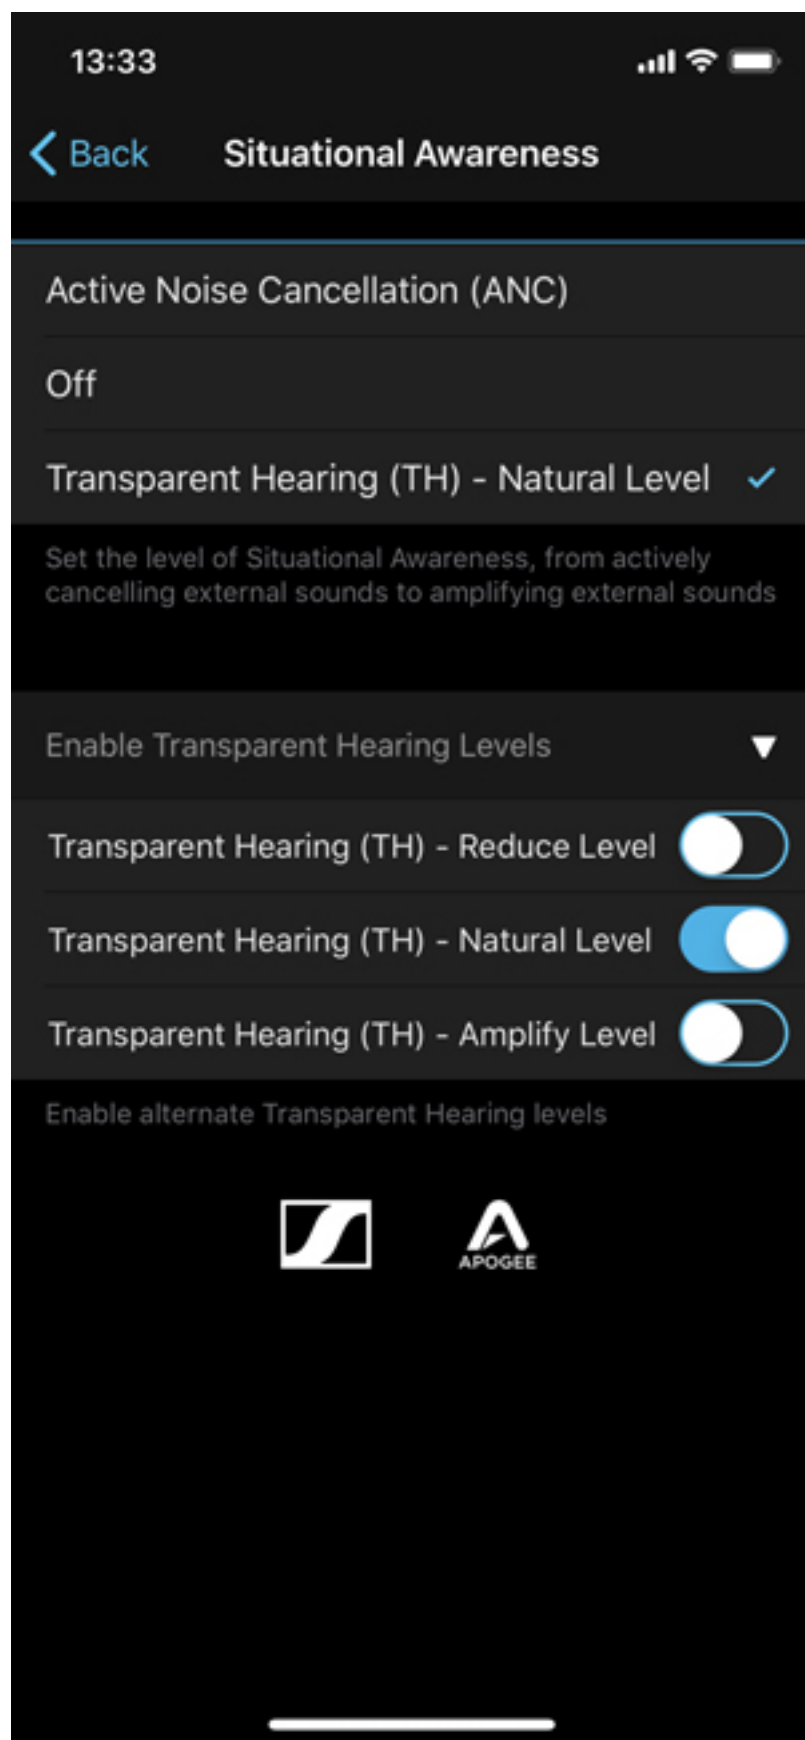 13:33
Back
Situational Awareness
Active Noise Cancellation (ANC)
Off
Transparent Hearing (TH) - Natural Level
Set the level of Situational Awareness, from actively
cancelling external sounds to amplifying external sounds
Enable Transparent Hearing Levels
Transparent Hearing (TH) - Reduce Level
Transparent Hearing (TH) - Natural Level
Transparent Hearing (TH) - Amplify Level
Enable alternate Transparent Hearing levels
APOGEE